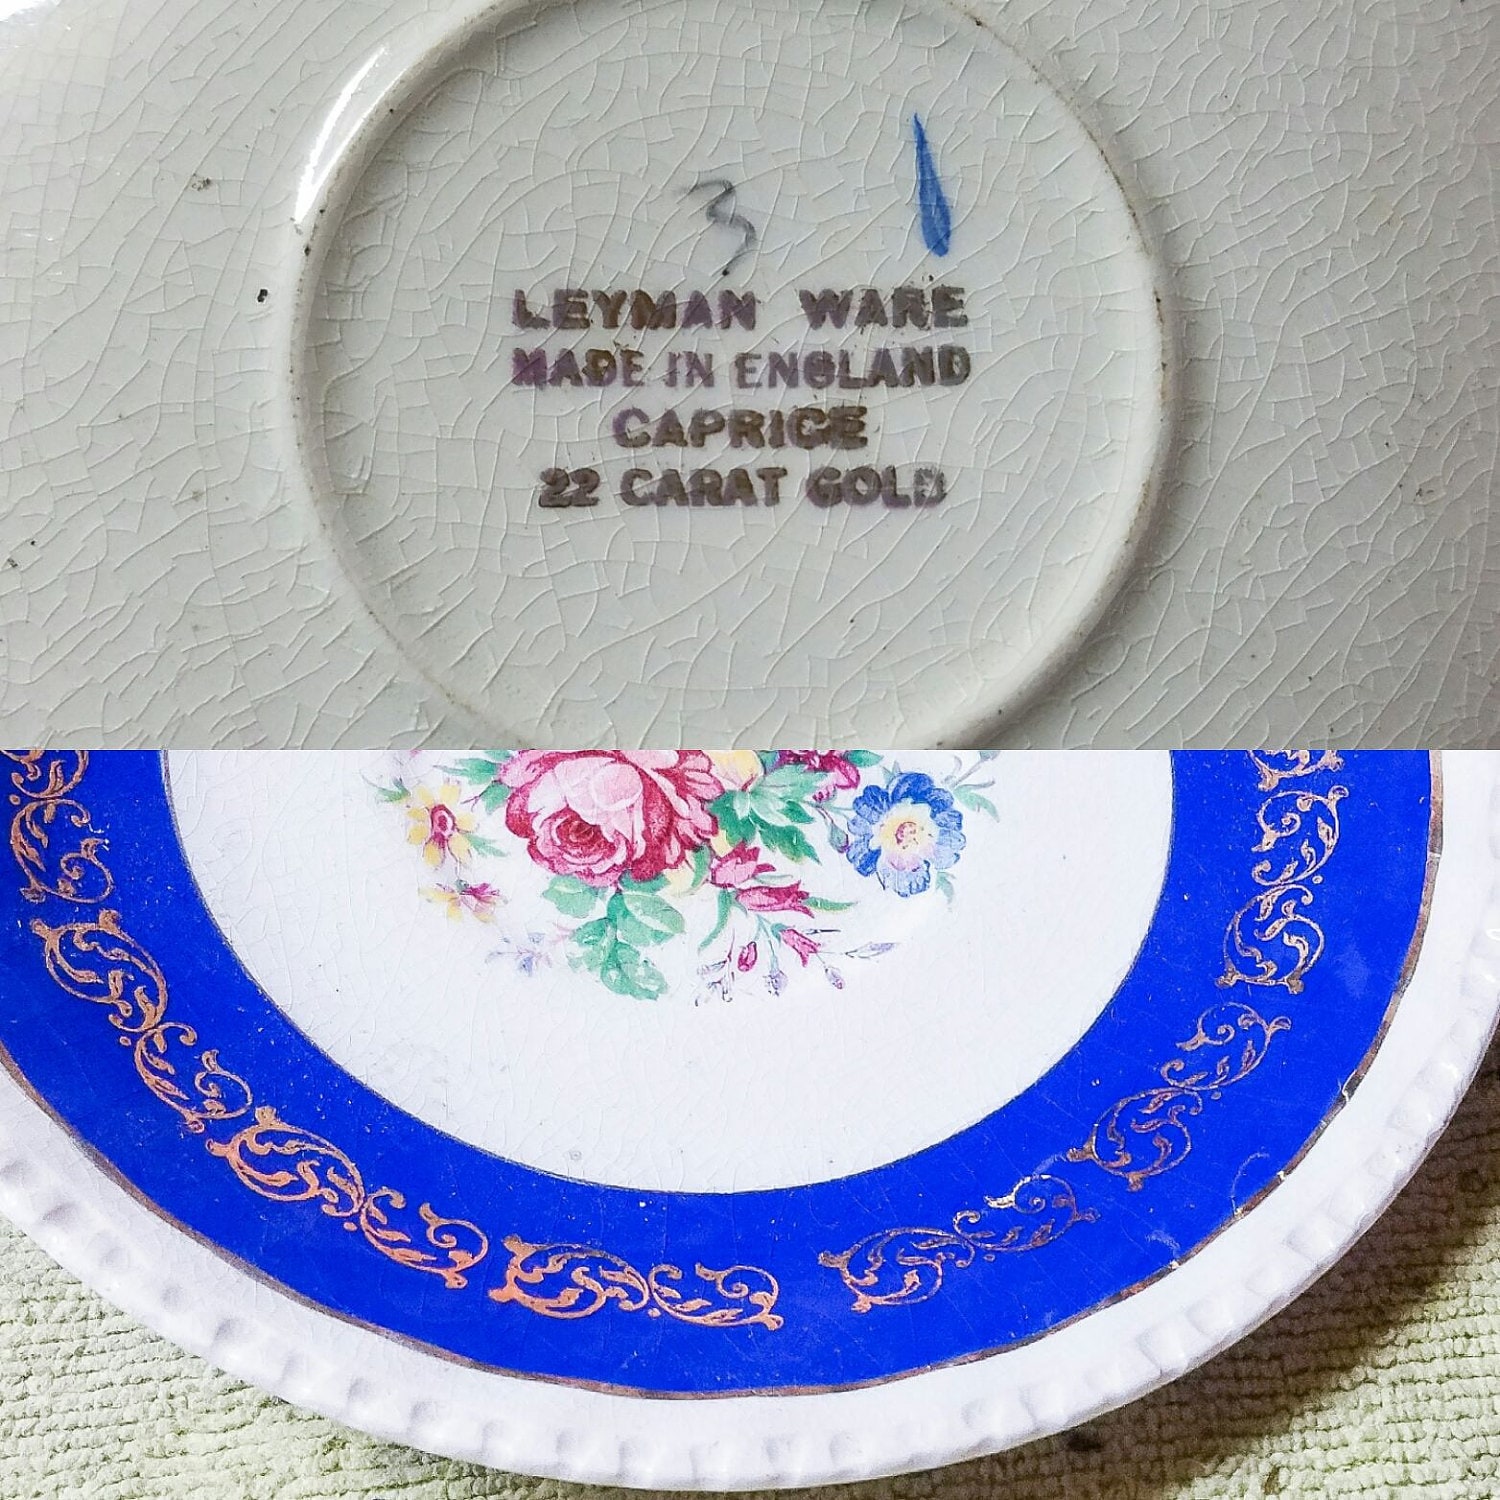 3
LEYMAN WARE
MADE IN ENGLAND
CAPRICE
22 CARAT GOLD